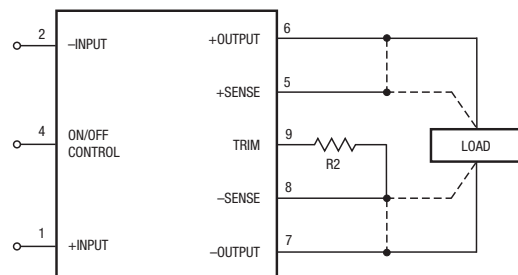 2
–INPUT
+OUTPUT
6
+SENSE
5
4
ON/OFF
CONTROL
TRIM
9
R2
LOAD
–SENSE
8
1
+INPUT
–OUTPUT
7